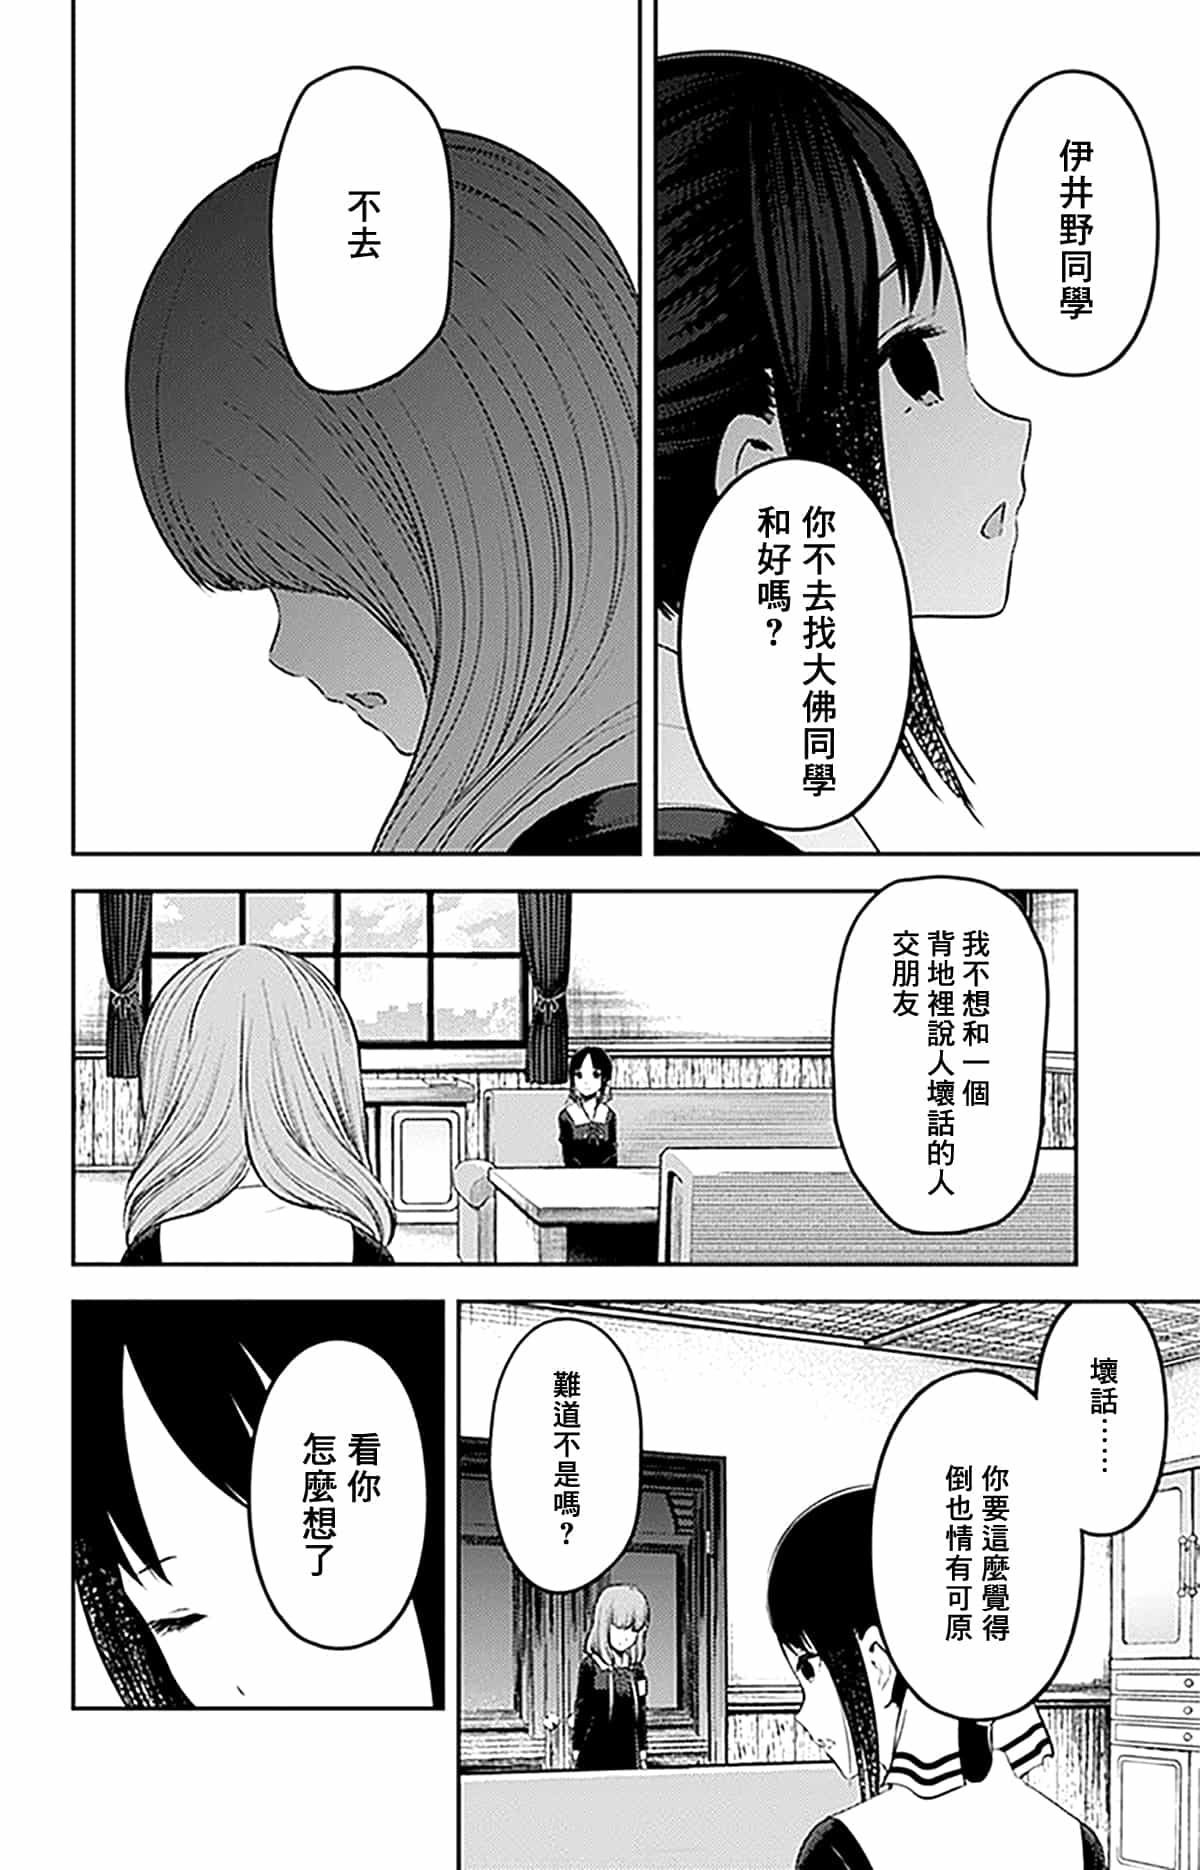 伊井野同學
你不去找大佛同學
和好嗎？
不去
我不想和一個
背地裡說人壞話的人
交朋友
壞話……
你要這麼覺得
倒也情有可原
難道不是嗎？
看你
怎麼想了